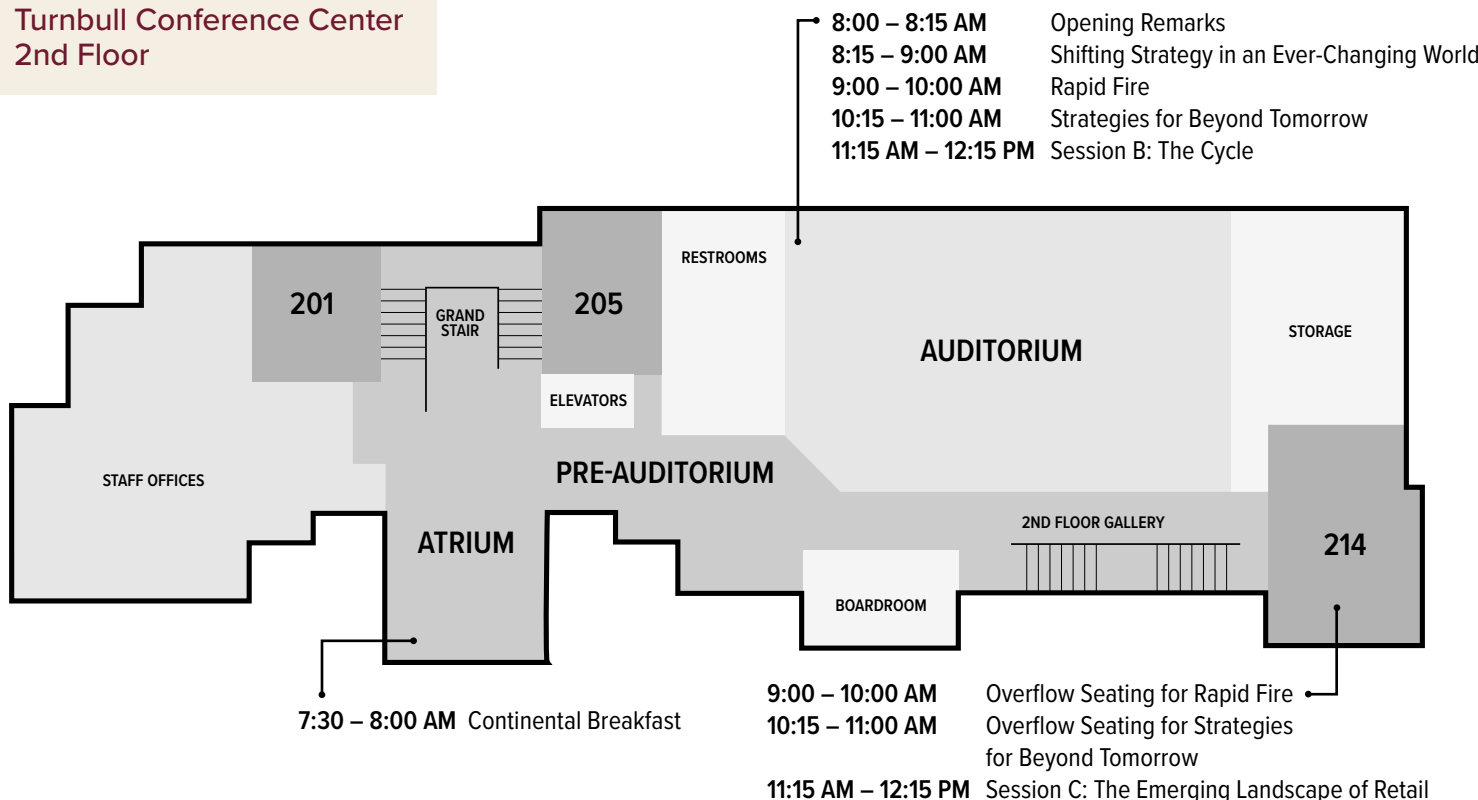 Turnbull Conference Center
2nd Floor
8:00 – 8:15 AM Opening Remarks
8:15 – 9:00 AM Shifting Strategy in an Ever-Changing World
9:00 – 10:00 AM Rapid Fire
10:15 – 11:00 AM Strategies for Beyond Tomorrow
11:15 AM – 12:15 PM Session B: The Cycle
RESTROOMS
201
GRAND
STAIR
205
STORAGE
AUDITORIUM
ELEVATORS
STAFF OFFICES
PRE-AUDITORIUM
2ND FLOOR GALLERY
ATRIUM
214
BOARDROOM
7:30 – 8:00 AM Continental Breakfast
9:00 – 10:00 AM Overflow Seating for Rapid Fire
10:15 – 11:00 AM Overflow Seating for Strategies
for Beyond Tomorrow
11:15 AM – 12:15 PM Session C: The Emerging Landscape of Retail